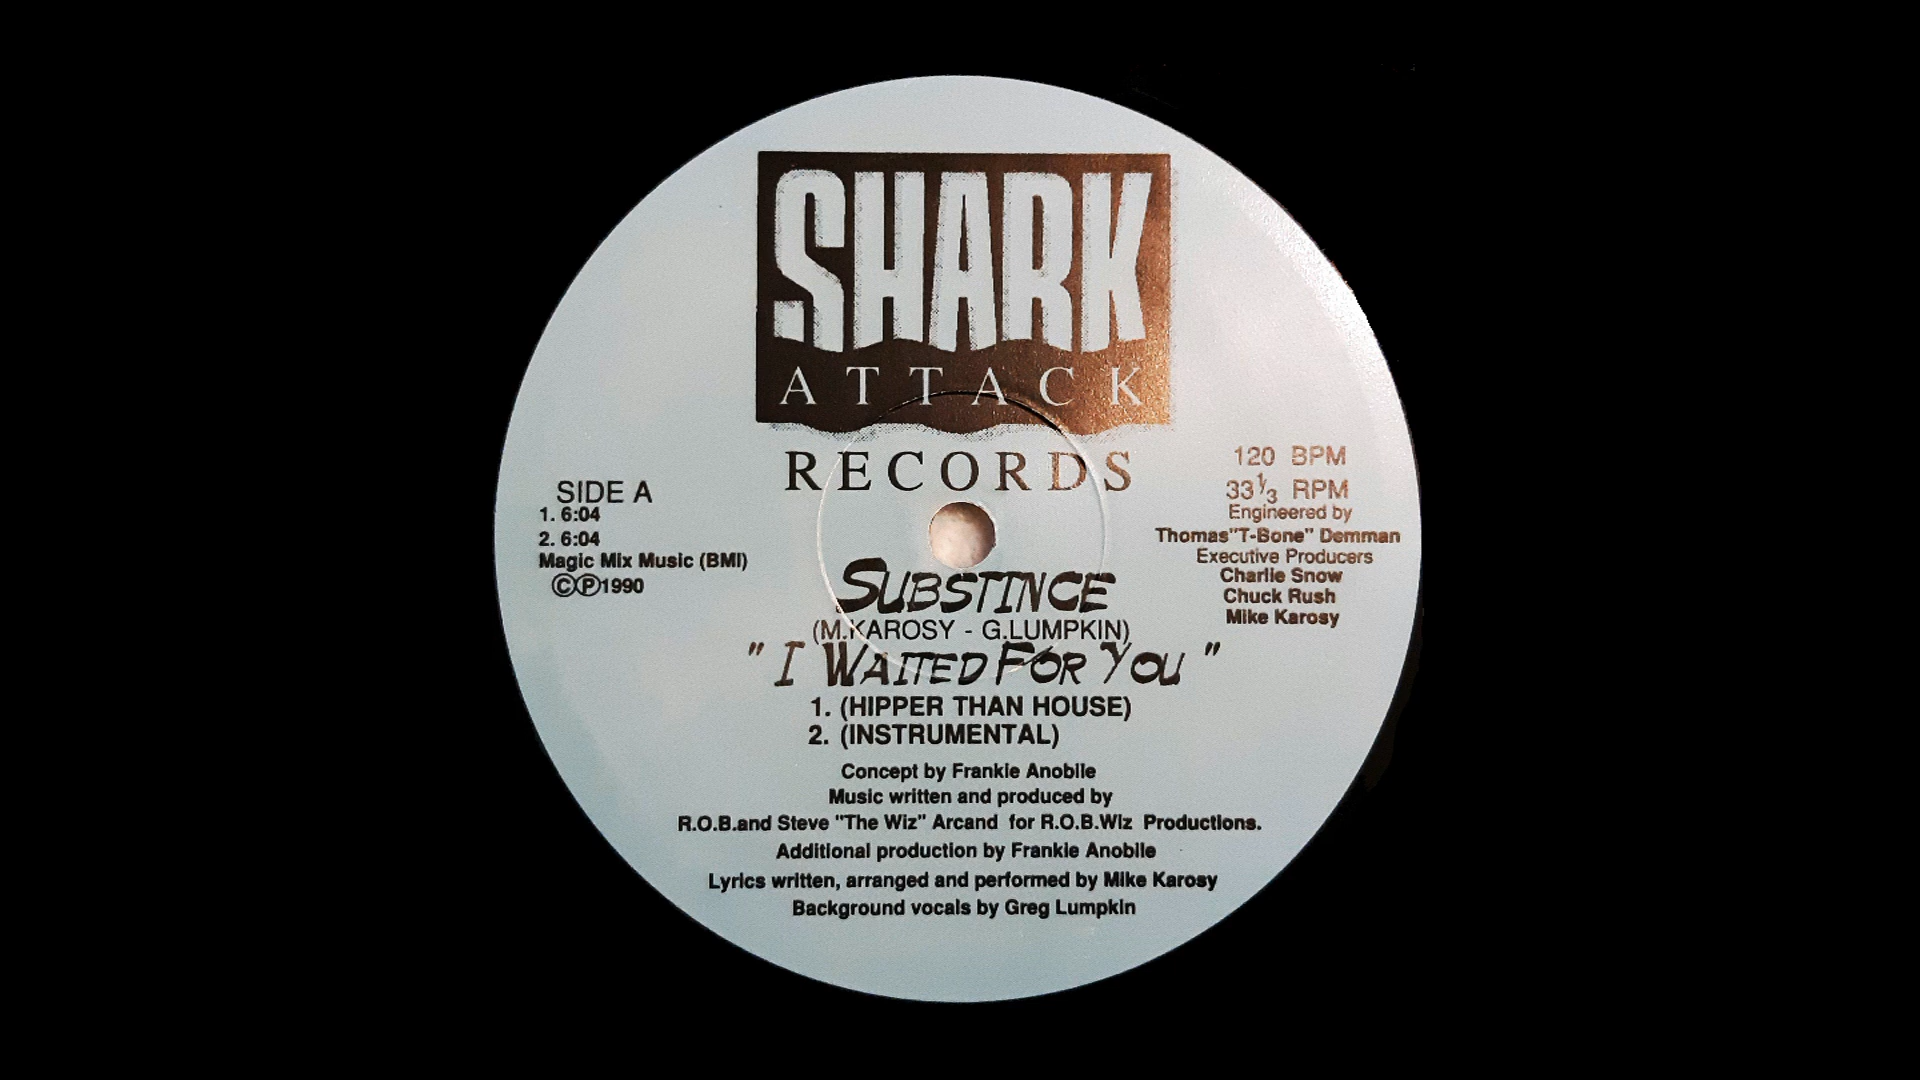 SHARK
ATTACK
RECORDS
SIDE A
1. 6:04
2. 6:04
Magic Mix Music (BMI)
©℗1990
120 BPM
33⅓ RPM
Engineered by
Thomas"T-Bone" Demman
Executive Producers
Charlie Snow
Chuck Rush
Mike Karosy
SUBSTINCE
(M.KAROSY - G.LUMPKIN)
" I WAITED FOR YOU "
1. (HIPPER THAN HOUSE)
2. (INSTRUMENTAL)
Concept by Frankie Anobile
Music written and produced by
R.O.B.and Steve "The Wiz" Arcand for R.O.B.Wiz Productions.
Additional production by Frankie Anobile
Lyrics written, arranged and performed by Mike Karosy
Background vocals by Greg Lumpkin